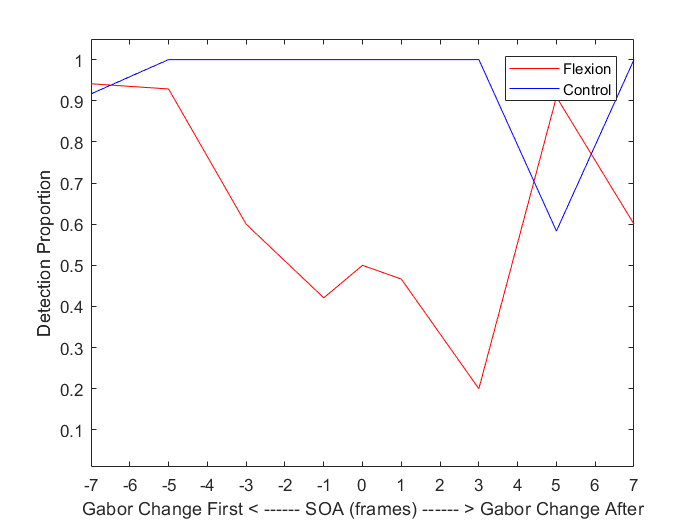 Flexion
Control
1
0.9
0.8
0.7
0.6
0.5
0.4
0.3
0.2
0.1
Detection Proportion
-7 -6 -5 -4 -3 -2 -1 0 1 2 3 4 5 6 7
Gabor Change First < ------ SOA (frames) ------ > Gabor Change After